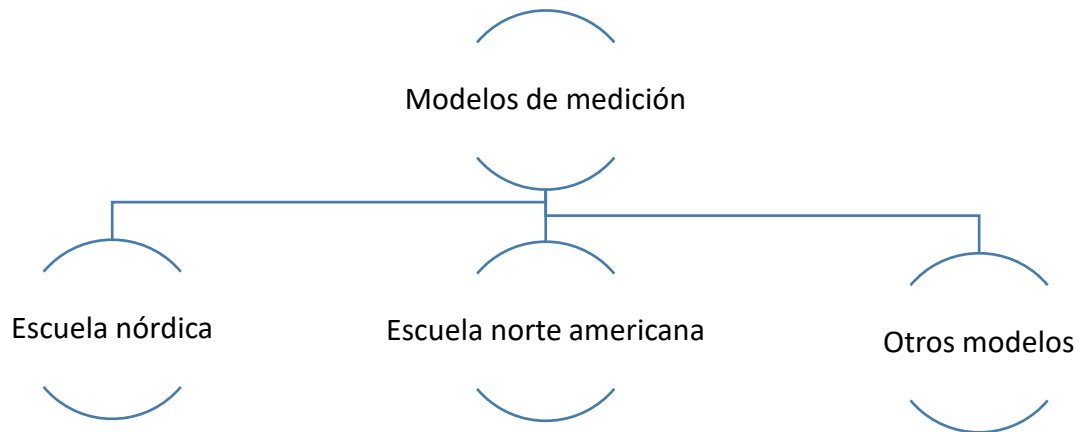 Modelos de medición
Escuela nórdica
Escuela norte americana
Otros modelos